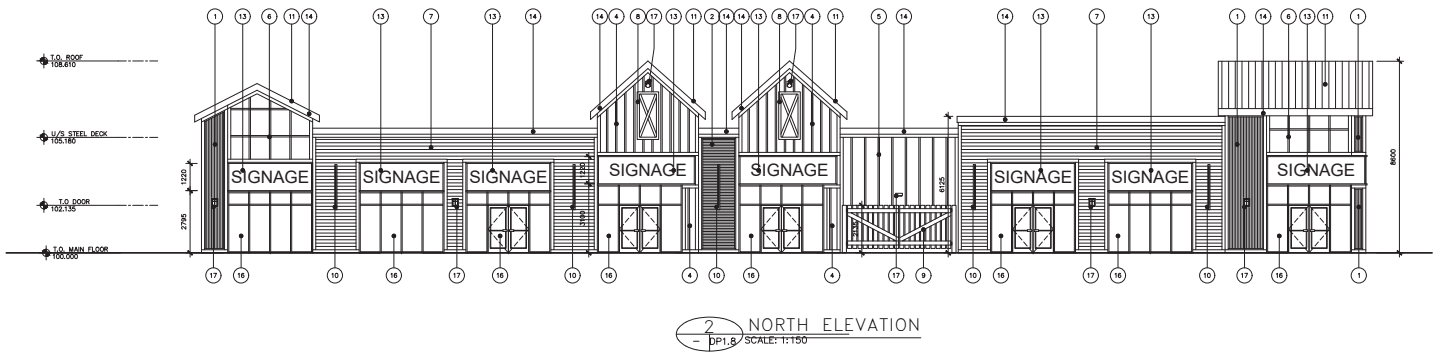 1 13 6 11 14 13 7 13 14 14 4 8 17 13 11 2 14 14 13 8 17 4 11 5 14 14 13 7 13 1 14 6 13 11 1
T.O. ROOF
108.610
U/S STEEL DECK
105.180
T.O DOOR
102.135
T.O. MAIN FLOOR
100.000
1220
2795
SIGNAGE SIGNAGE SIGNAGE SIGNAGE SIGNAGE SIGNAGE SIGNAGE SIGNAGE
1220
3100
6125
2135
8600
17 16 10 16 17 16 10 16 4 10 16 4 17 9 10 16 17 16 10 17 16 1
2 NORTH ELEVATION
- DP1.8 SCALE: 1:150